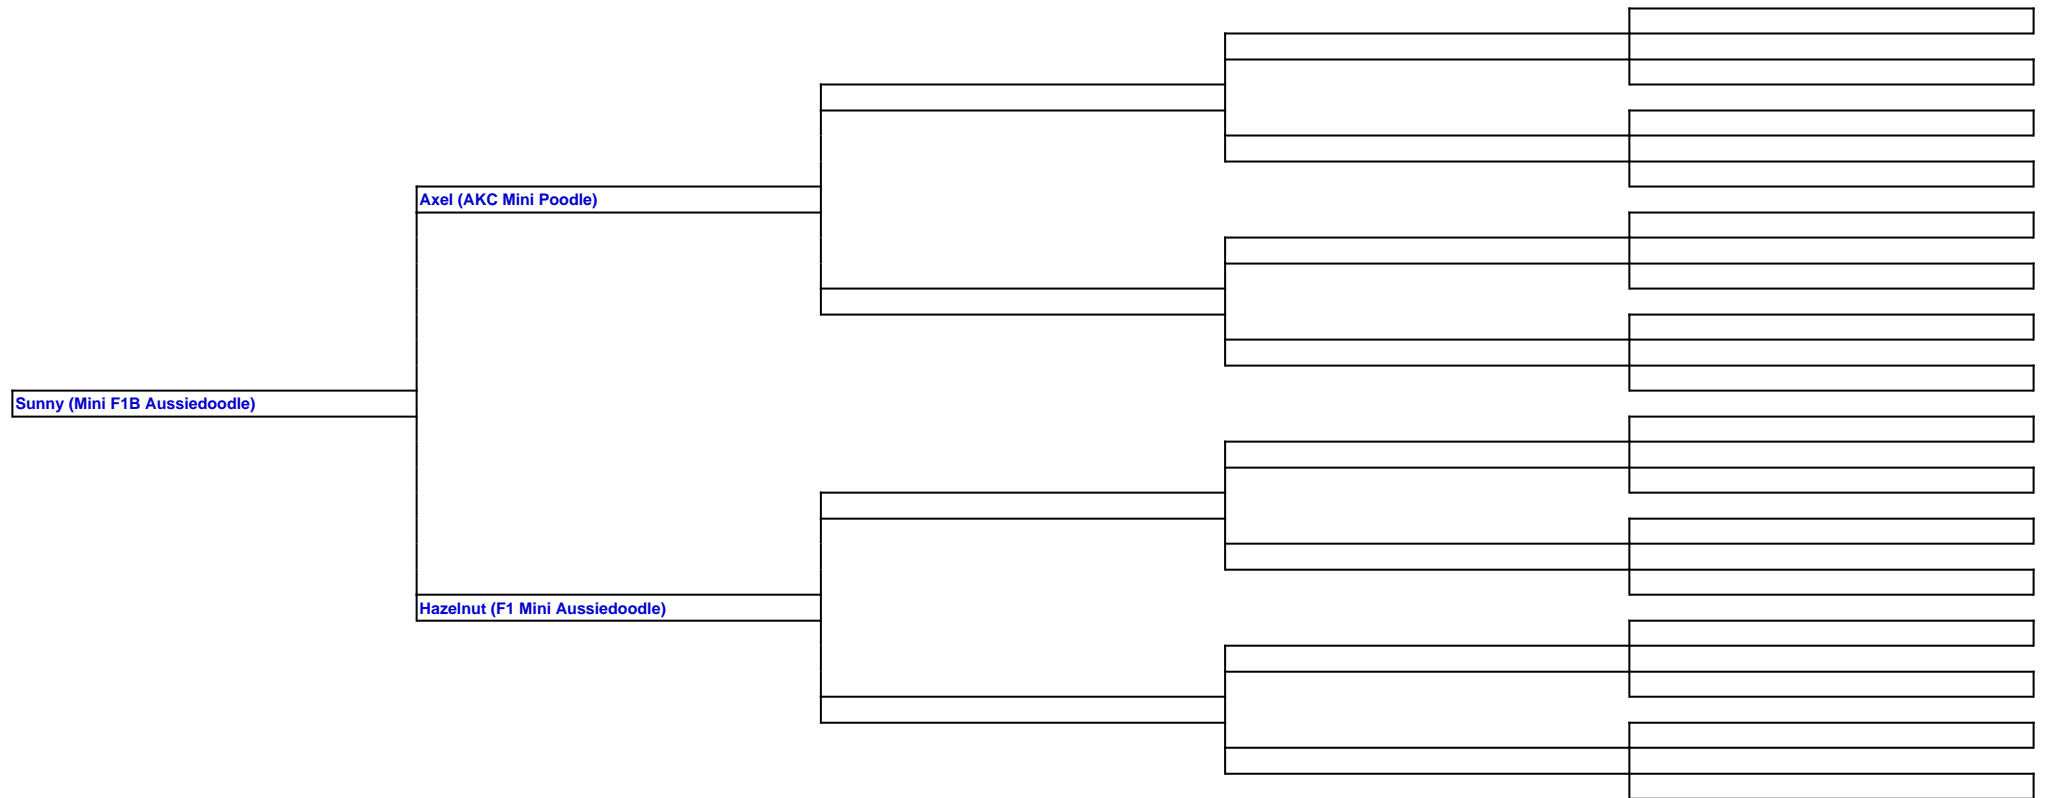 Axel (AKC Mini Poodle)
Sunny (Mini F1B Aussiedoodle)
Hazelnut (F1 Mini Aussiedoodle)